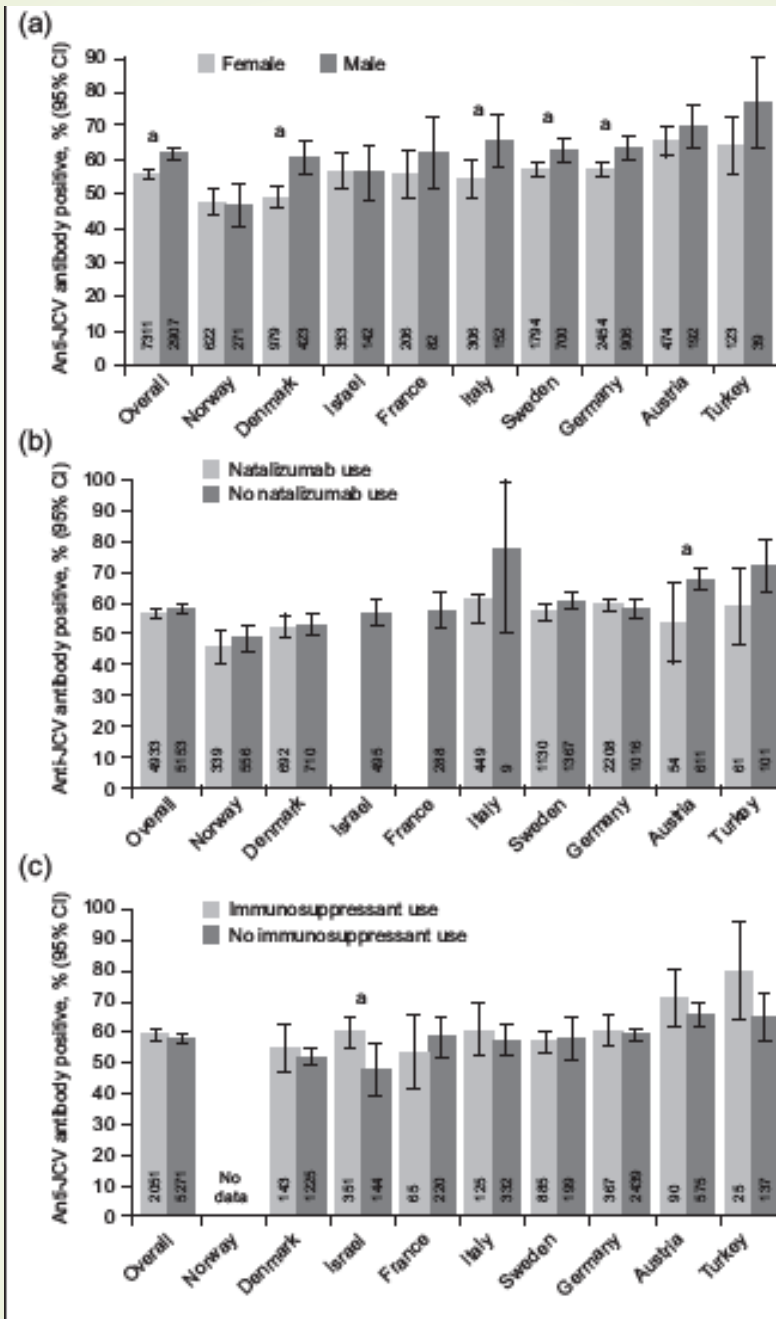 (a)
Anti-JCV antibody positive, % (95% CI)
90
80
70
60
50
40
30
20
10
0
Female Male
a a a a a
7311 2907 622 271 979 423 353 142 206 82 306 152 1794 700 2454 906 474 192 123 39
Overall Norway Denmark Israel France Italy Sweden Germany Austria Turkey
(b)
Anti-JCV antibody positive, % (95% CI)
100
90
80
70
60
50
40
30
20
10
0
Natalizumab use
No natalizumab use
a
4933 5153 339 556 692 710 495 288 449 9 1130 1367 2208 1016 54 611 61 101
Overall Norway Denmark Israel France Italy Sweden Germany Austria Turkey
(c)
Anti-JCV antibody positive, % (95% CI)
100
90
80
70
60
50
40
30
20
10
0
Immunosuppressant use
No immunosuppressant use
a
No
data
2051 5271 143 1225 351 144 65 220 125 332 885 199 367 2439 90 575 25 137
Overall Norway Denmark Israel France Italy Sweden Germany Austria Turkey